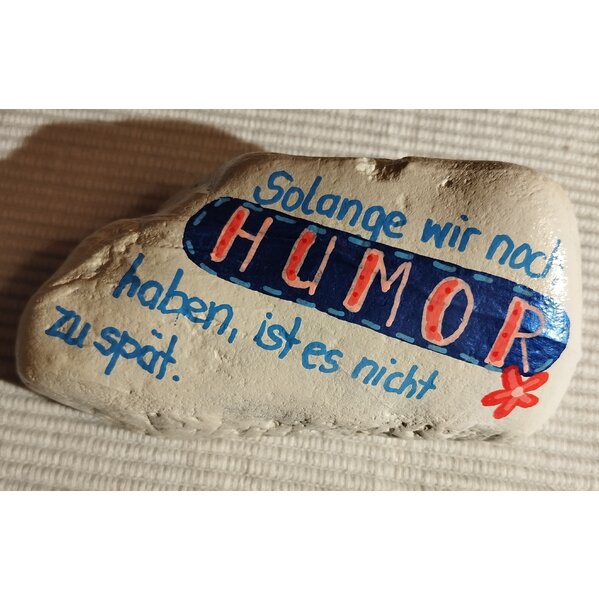 Solange wir noch
HUMOR
haben, ist es nicht
zu spät.